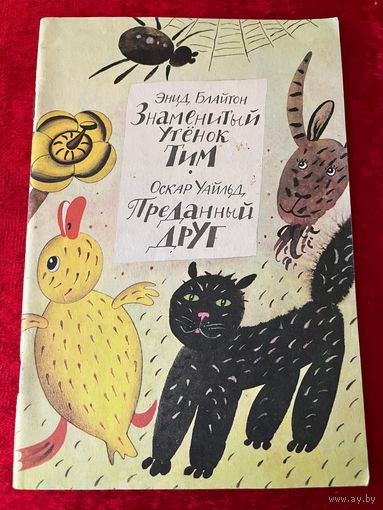 Энид Блайтон
Знаменитый
утёнок
Тим
Оскар Уайльд
Преданный
друг
www.ay.by